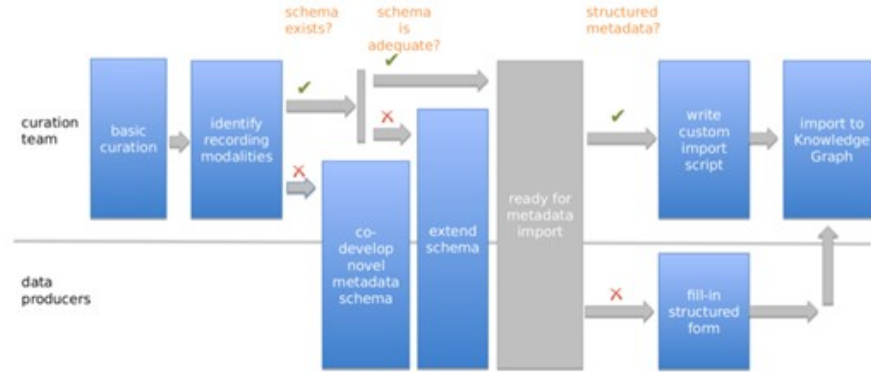 schema
exists?
schema
is
adequate?
structured
metadata?
✔
✔
✔
✗
✗
✗
curation
team
basic
curation
identify
recording
modalities
co-
develop
novel
metadata
schema
extend
schema
ready for
metadata
import
write
custom
import
script
import to
Knowledge
Graph
data
producers
fill-in
structured
form